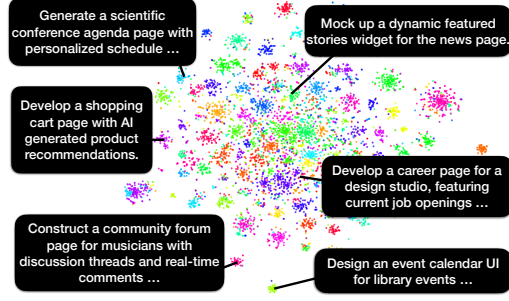 Generate a scientific
conference agenda page with
personalized schedule ...
Mock up a dynamic featured
stories widget for the news page.
Develop a shopping
cart page with AI
generated product
recommendations.
Develop a career page for
a design studio, featuring
current job openings ...
Construct a community forum
page for musicians with
discussion threads and real-time
comments ...
Design an event calendar UI
for library events ...